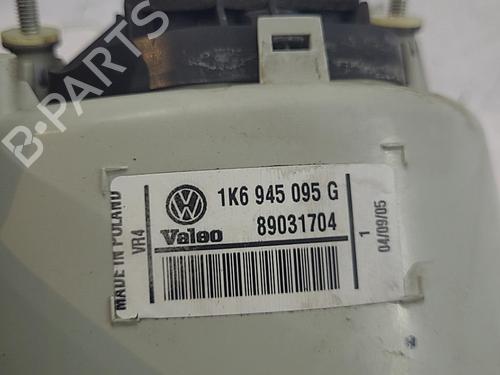 B-PARTS
MADE IN POLAND
VR4
1K6 945 095 G
Valeo
89031704
1
04/09/05